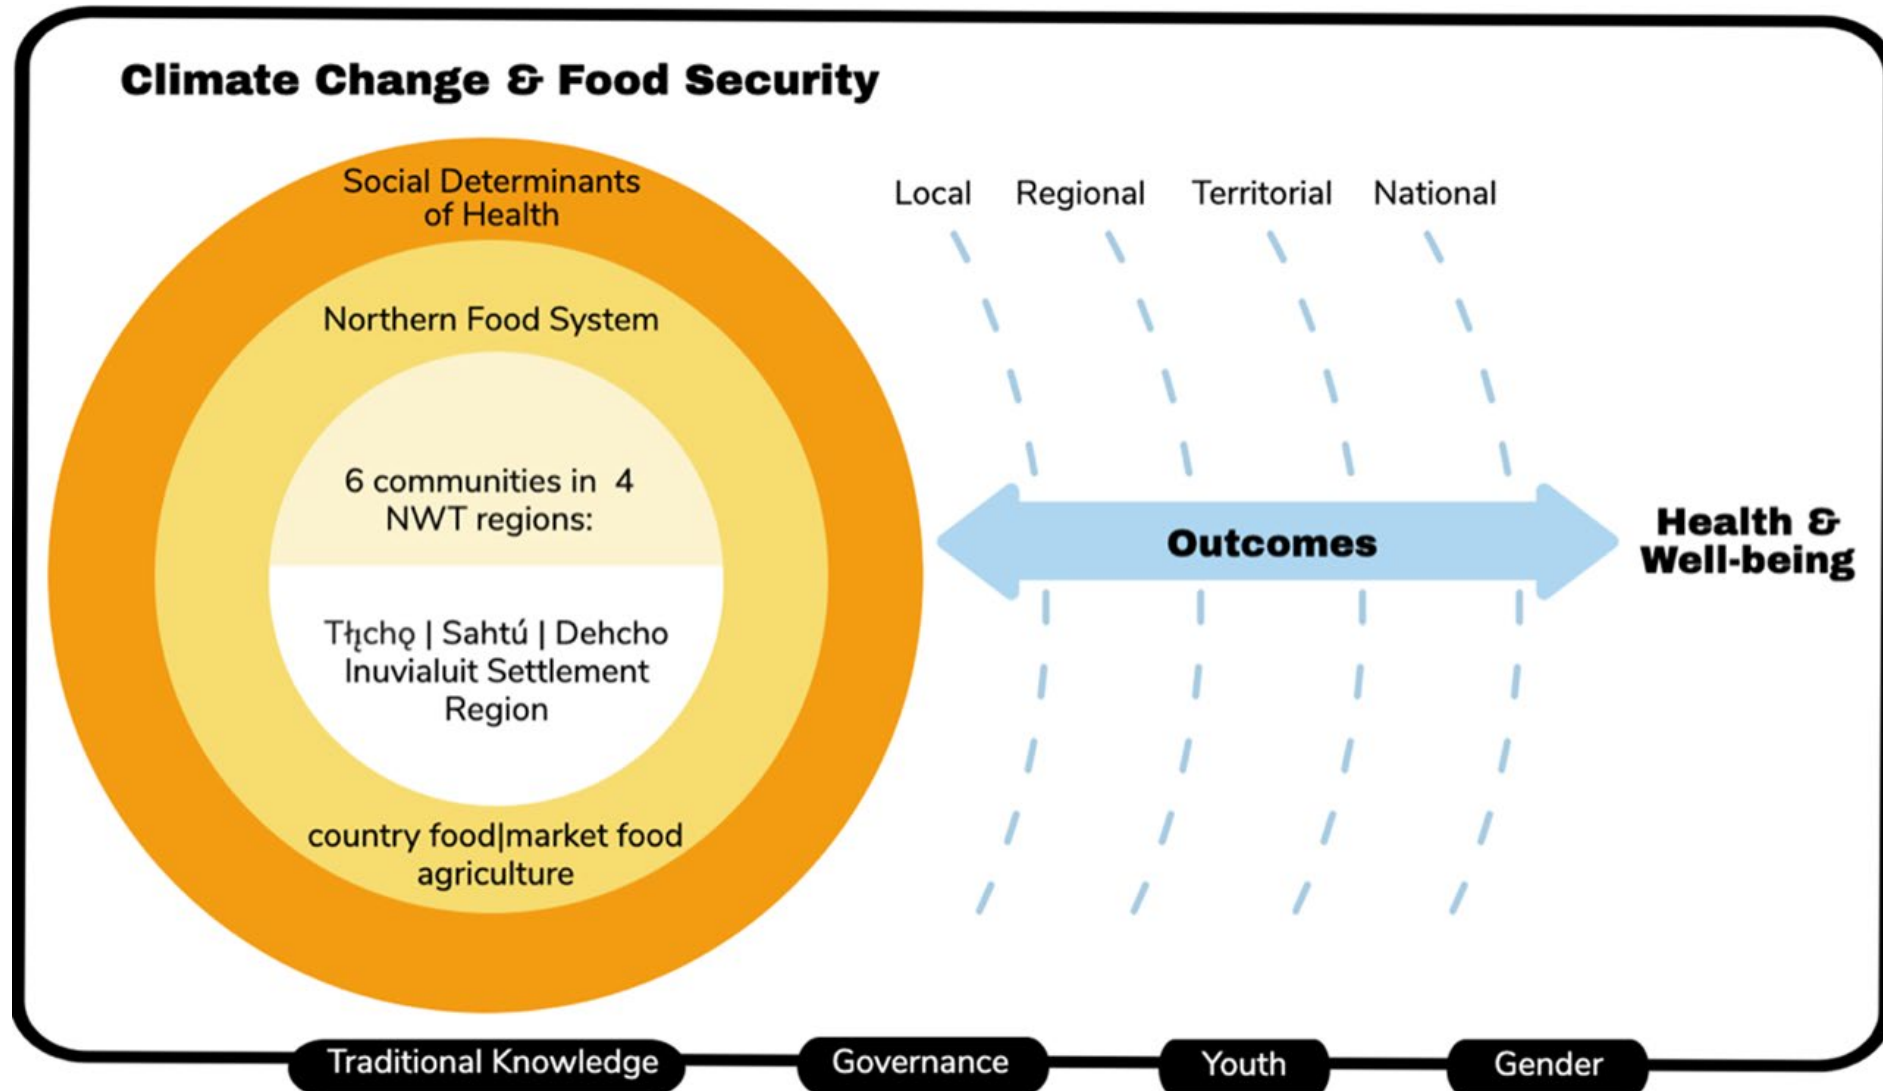 Climate Change & Food Security
Social Determinants
of Health
Northern Food System
6 communities in 4
NWT regions:
Tłı̨chǫ | Sahtú | Dehcho
Inuvialuit Settlement
Region
country food|market food
agriculture
Local Regional Territorial National
Outcomes
Health &
Well-being
Traditional Knowledge Governance Youth Gender